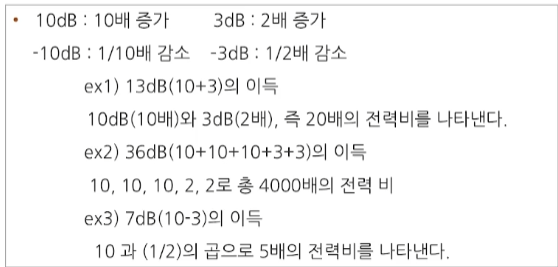 • 10dB : 10배 증가 3dB : 2배 증가
-10dB : 1/10배 감소 -3dB : 1/2배 감소
ex1) 13dB(10+3)의 이득
10dB(10배)와 3dB(2배), 즉 20배의 전력비를 나타낸다.
ex2) 36dB(10+10+10+3+3)의 이득
10, 10, 10, 2, 2로 총 4000배의 전력 비
ex3) 7dB(10-3)의 이득
10 과 (1/2)의 곱으로 5배의 전력비를 나타낸다.